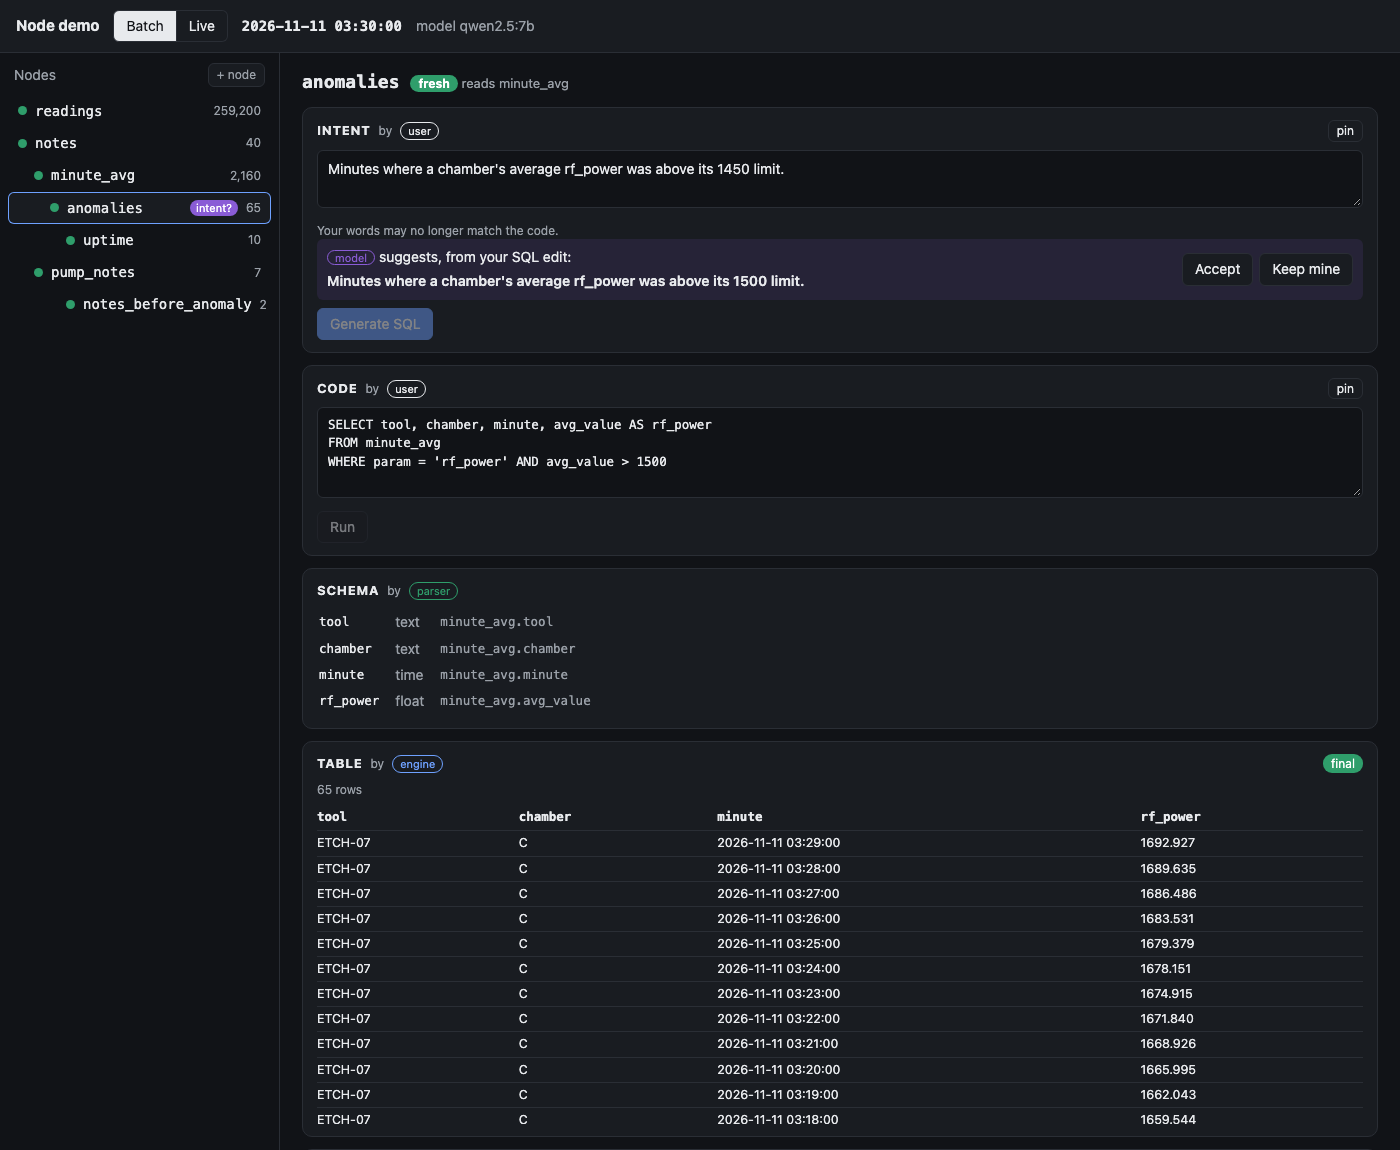 Node demo Batch Live 2026-11-11 03:30:00 model qwen2.5:7b
Nodes + node
readings 259,200
notes 40
minute_avg 2,160
anomalies intent? 65
uptime 10
pump_notes 7
notes_before_anomaly 2
anomalies fresh reads minute_avg
INTENT by user pin
Minutes where a chamber's average rf_power was above its 1450 limit.
Your words may no longer match the code.
model suggests, from your SQL edit:
Minutes where a chamber's average rf_power was above its 1500 limit.
Accept Keep mine
Generate SQL
CODE by user pin
SELECT tool, chamber, minute, avg_value AS rf_power
FROM minute_avg
WHERE param = 'rf_power' AND avg_value > 1500
Run
SCHEMA by parser
tool text minute_avg.tool
chamber text minute_avg.chamber
minute time minute_avg.minute
rf_power float minute_avg.avg_value
TABLE by engine final
65 rows
tool chamber minute rf_power
ETCH-07 C 2026-11-11 03:29:00 1692.927
ETCH-07 C 2026-11-11 03:28:00 1689.635
ETCH-07 C 2026-11-11 03:27:00 1686.486
ETCH-07 C 2026-11-11 03:26:00 1683.531
ETCH-07 C 2026-11-11 03:25:00 1679.379
ETCH-07 C 2026-11-11 03:24:00 1678.151
ETCH-07 C 2026-11-11 03:23:00 1674.915
ETCH-07 C 2026-11-11 03:22:00 1671.840
ETCH-07 C 2026-11-11 03:21:00 1668.926
ETCH-07 C 2026-11-11 03:20:00 1665.995
ETCH-07 C 2026-11-11 03:19:00 1662.043
ETCH-07 C 2026-11-11 03:18:00 1659.544